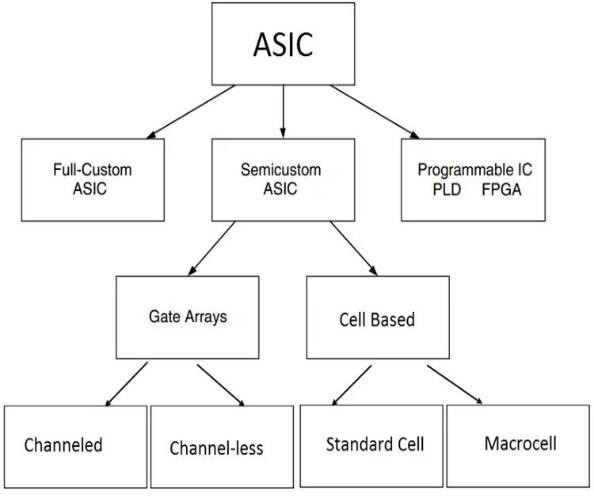 ASIC
Full-Custom
ASIC
Semicustom
ASIC
Programmable IC
PLD FPGA
Gate Arrays
Cell Based
Channeled
Channel-less
Standard Cell
Macrocell